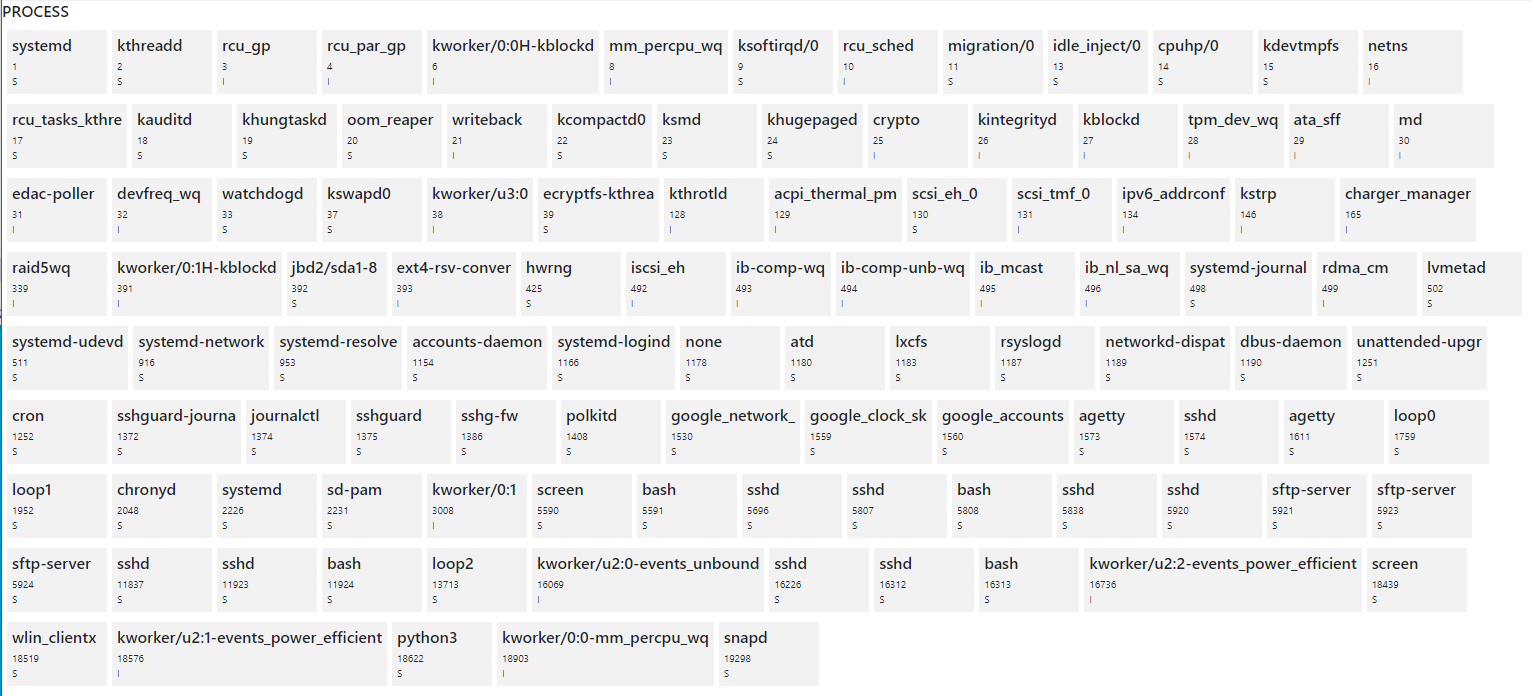 PROCESS
systemd kthreadd rcu_gp rcu_par_gp kworker/0:0H-kblockd mm_percpu_wq ksoftirqd/0 rcu_sched migration/0 idle_inject/0 cpuhp/0 kdevtmpfs netns
1 2 3 4 6 8 9 10 11 13 14 15 16
S S I I I I S I S S S S I
rcu_tasks_kthre kauditd khungtaskd oom_reaper writeback kcompactd0 ksmd khugepaged crypto kintegrityd kblockd tpm_dev_wq ata_sff md
17 18 19 20 21 22 23 24 25 26 27 28 29 30
S S S S I S S S I I I I I I
edac-poller devfreq_wq watchdogd kswapd0 kworker/u3:0 ecryptfs-kthrea kthrotld acpi_thermal_pm scsi_eh_0 scsi_tmf_0 ipv6_addrconf kstrp charger_manager
31 32 33 37 38 39 128 129 130 131 134 146 165
I I S S I S I I S I I I I
raid5wq kworker/0:1H-kblockd jbd2/sda1-8 ext4-rsv-conver hwrng iscsi_eh ib-comp-wq ib-comp-unb-wq ib_mcast ib_nl_sa_wq systemd-journal rdma_cm lvmetad
339 391 392 393 425 492 493 494 495 496 498 499 502
I I S I S I I I I I S I S
systemd-udevd systemd-network systemd-resolve accounts-daemon systemd-logind none atd lxcfs rsyslogd networkd-dispat dbus-daemon unattended-upgr
511 916 953 1154 1166 1178 1180 1183 1187 1189 1190 1251
S S S S S S S S S S S S
cron sshguard-journa journalctl sshguard sshg-fw polkitd google_network_ google_clock_sk google_accounts agetty sshd agetty loop0
1252 1372 1374 1375 1386 1408 1530 1559 1560 1573 1574 1611 1759
S S S S S S S S S S S S S
loop1 chronyd systemd sd-pam kworker/0:1 screen bash sshd sshd bash sshd sshd sftp-server sftp-server
1952 2048 2226 2231 3008 5590 5591 5696 5807 5808 5838 5920 5921 5923
S S S S I S S S S S S S S S
sftp-server sshd sshd bash loop2 kworker/u2:0-events_unbound sshd sshd bash kworker/u2:2-events_power_efficient screen
5924 11837 11923 11924 13713 16069 16226 16312 16313 16736 18439
S S S S S I S S S I S
wlin_clientx kworker/u2:1-events_power_efficient python3 kworker/0:0-mm_percpu_wq snapd
18519 18576 18622 18903 19298
S I S I S